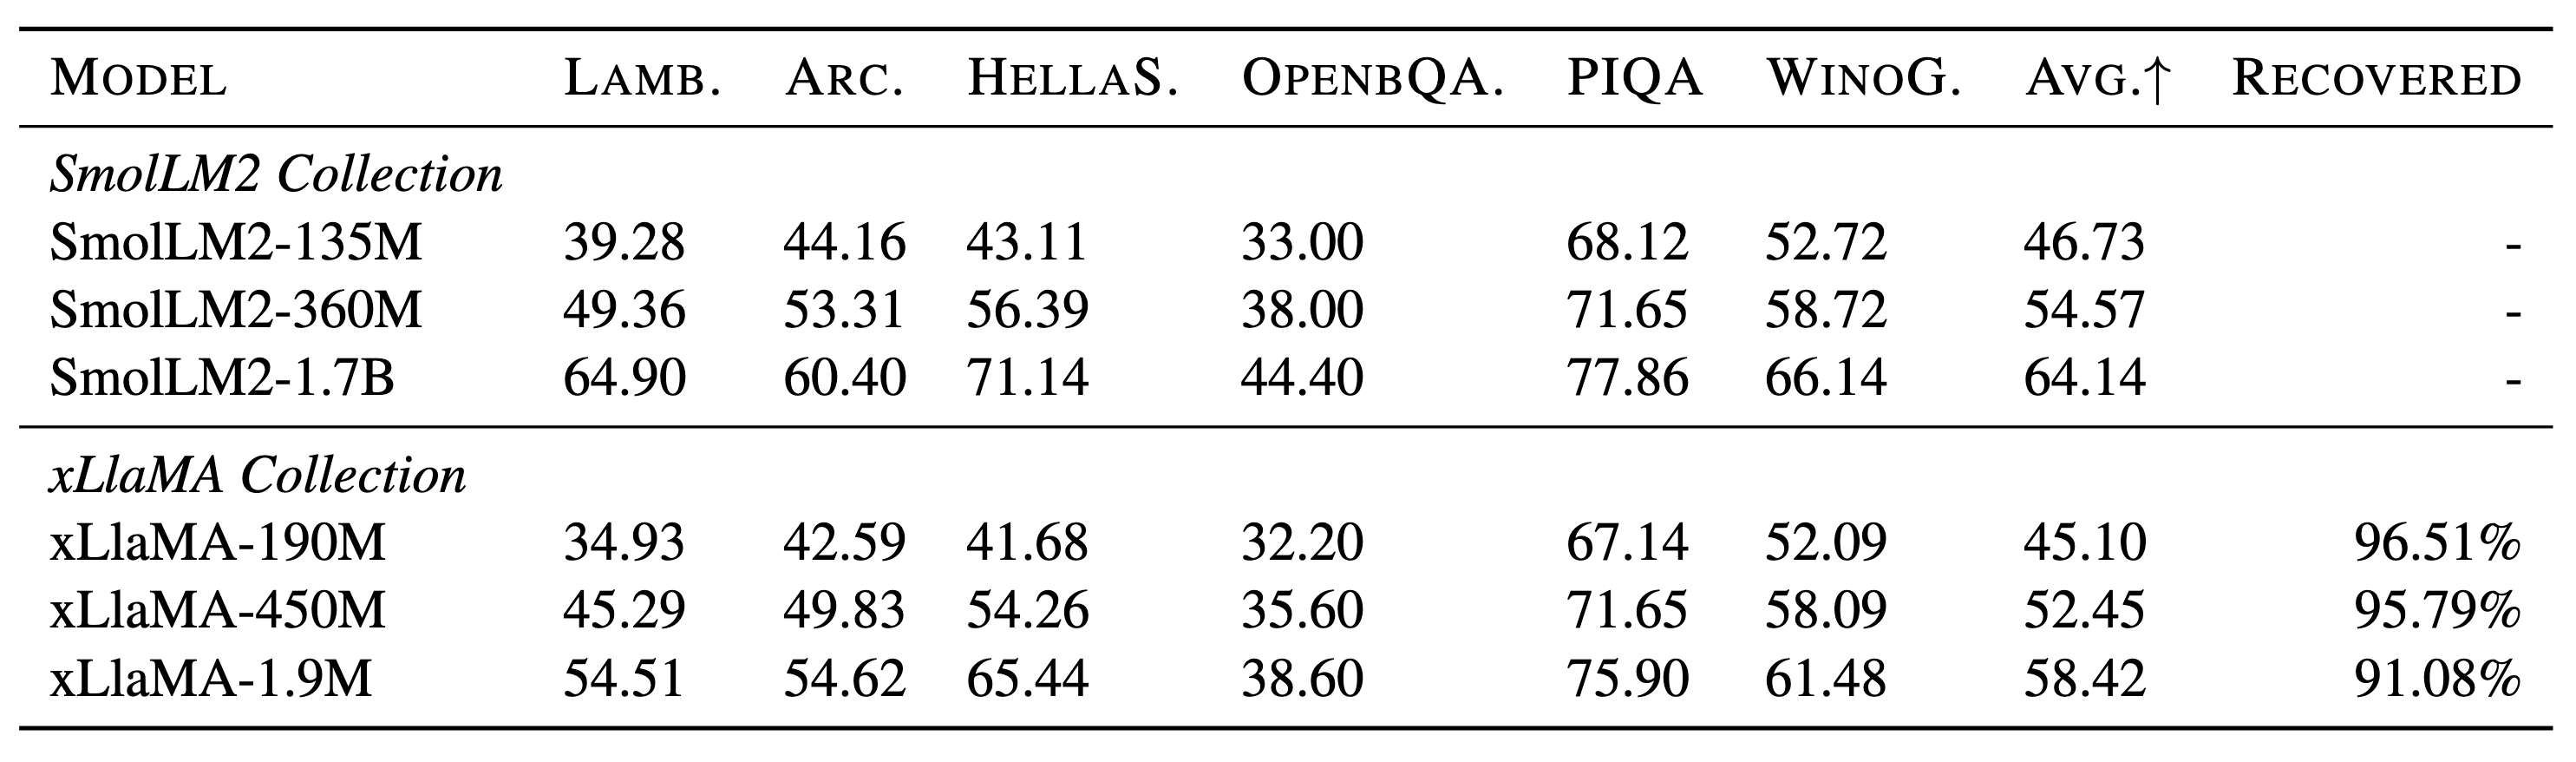 MODEL LAMB. ARC. HELLAS. OPENBQA. PIQA WINOG. AVG.↑ RECOVERED
SmolLM2 Collection
SmolLM2-135M 39.28 44.16 43.11 33.00 68.12 52.72 46.73 -
SmolLM2-360M 49.36 53.31 56.39 38.00 71.65 58.72 54.57 -
SmolLM2-1.7B 64.90 60.40 71.14 44.40 77.86 66.14 64.14 -
xLlaMA Collection
xLlaMA-190M 34.93 42.59 41.68 32.20 67.14 52.09 45.10 96.51%
xLlaMA-450M 45.29 49.83 54.26 35.60 71.65 58.09 52.45 95.79%
xLlaMA-1.9M 54.51 54.62 65.44 38.60 75.90 61.48 58.42 91.08%